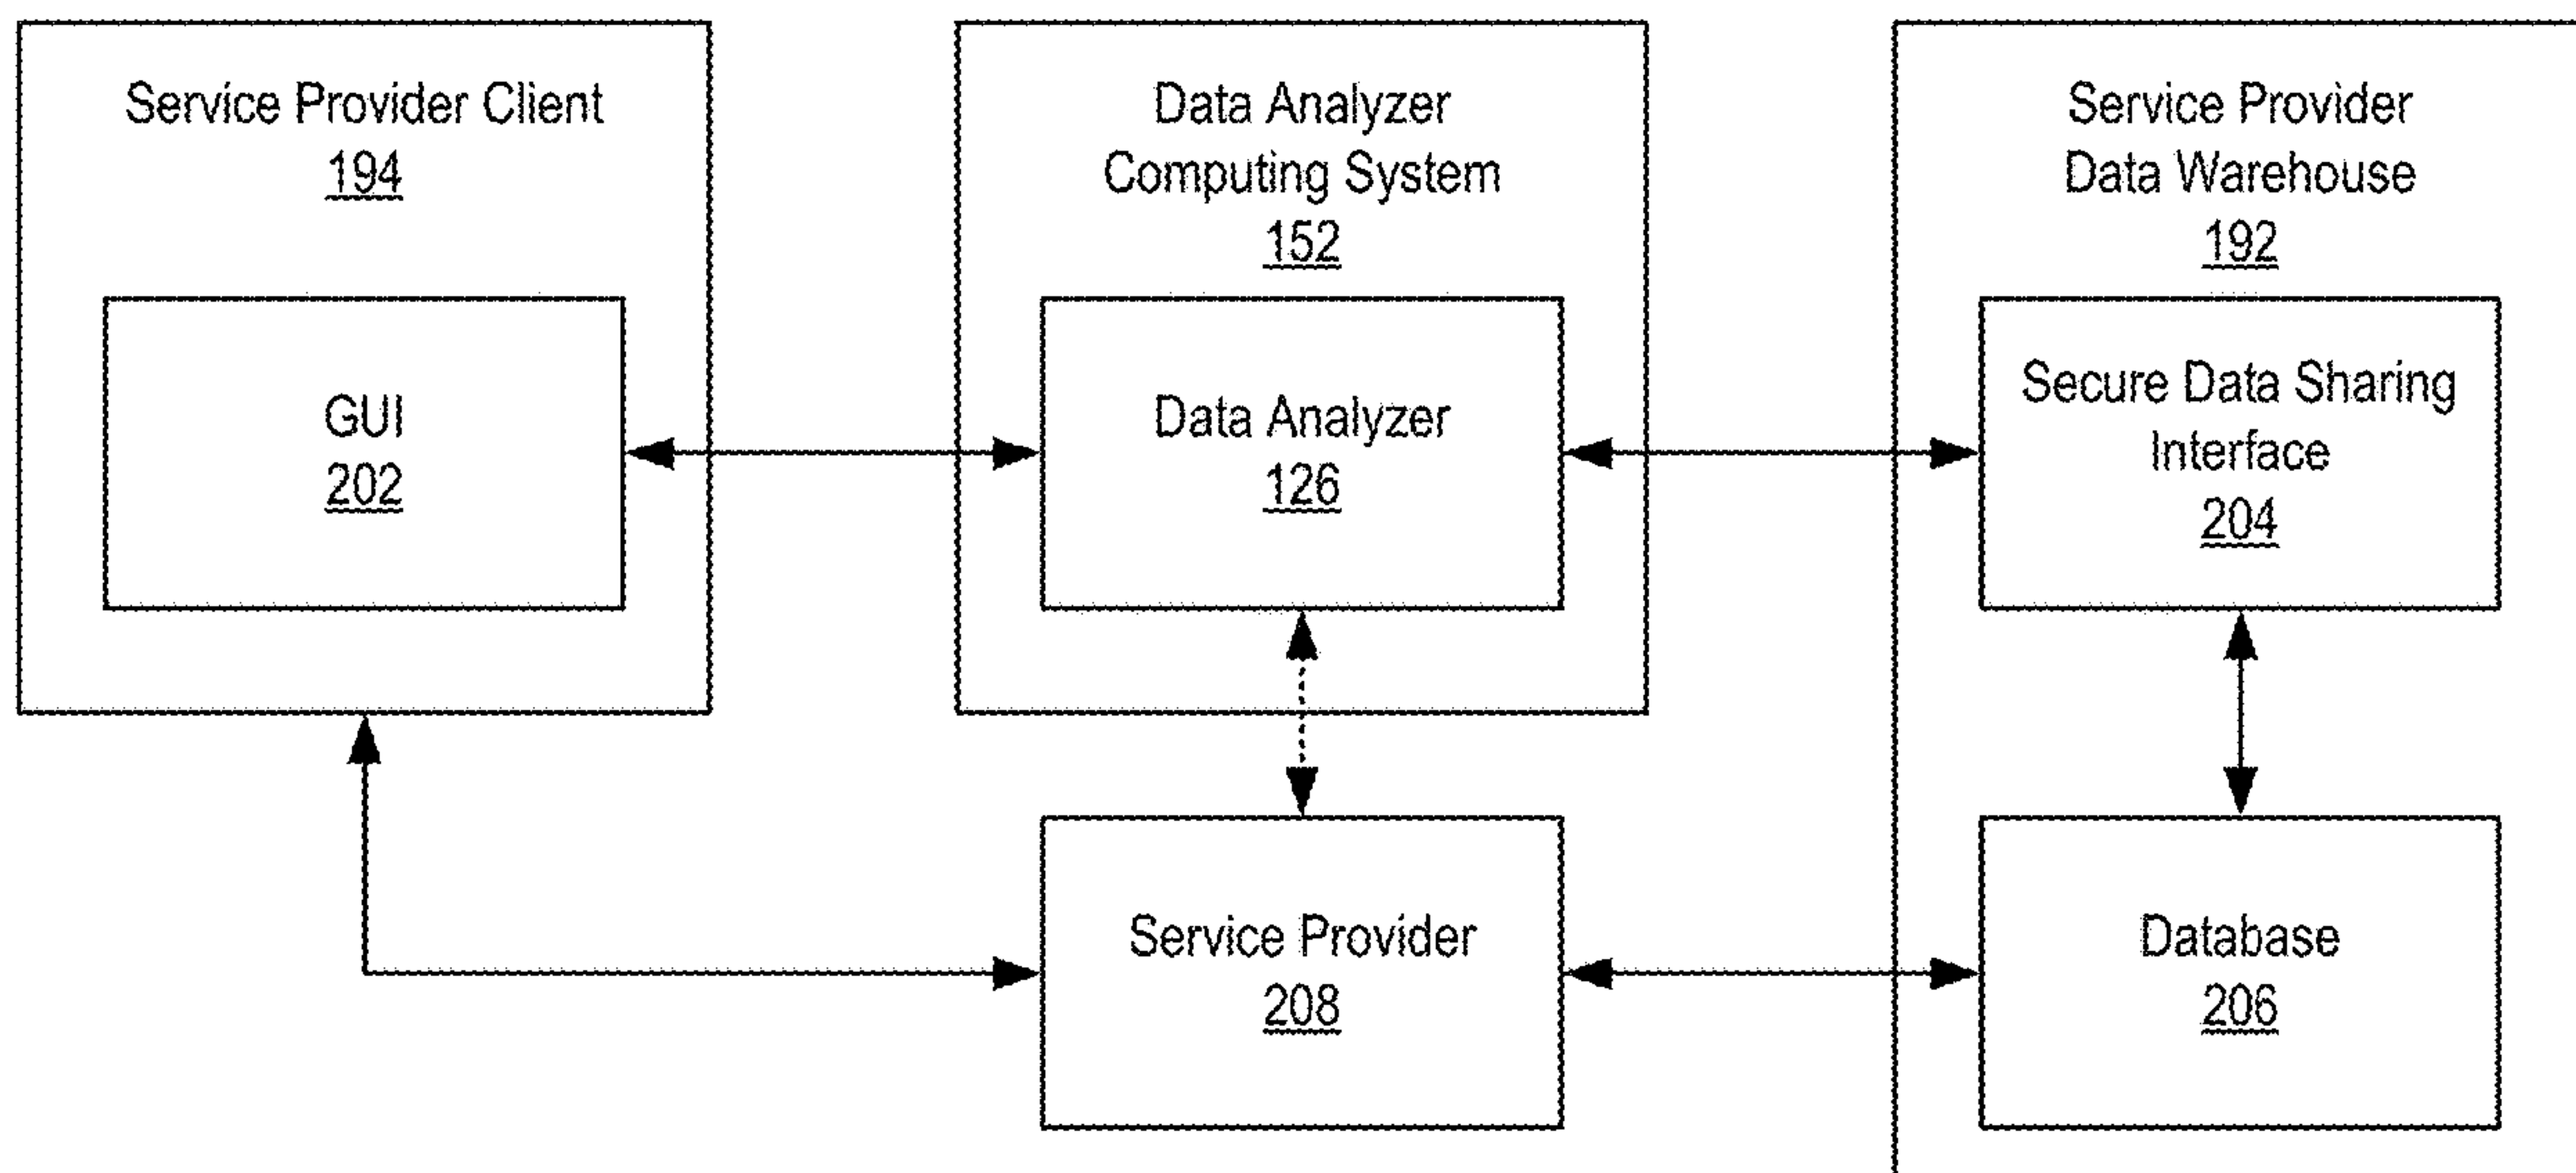 Service Provider Client
194
GUI
202
Data Analyzer
Computing System
152
Data Analyzer
126
Service Provider
Data Warehouse
192
Secure Data Sharing
Interface
204
Service Provider
208
Database
206